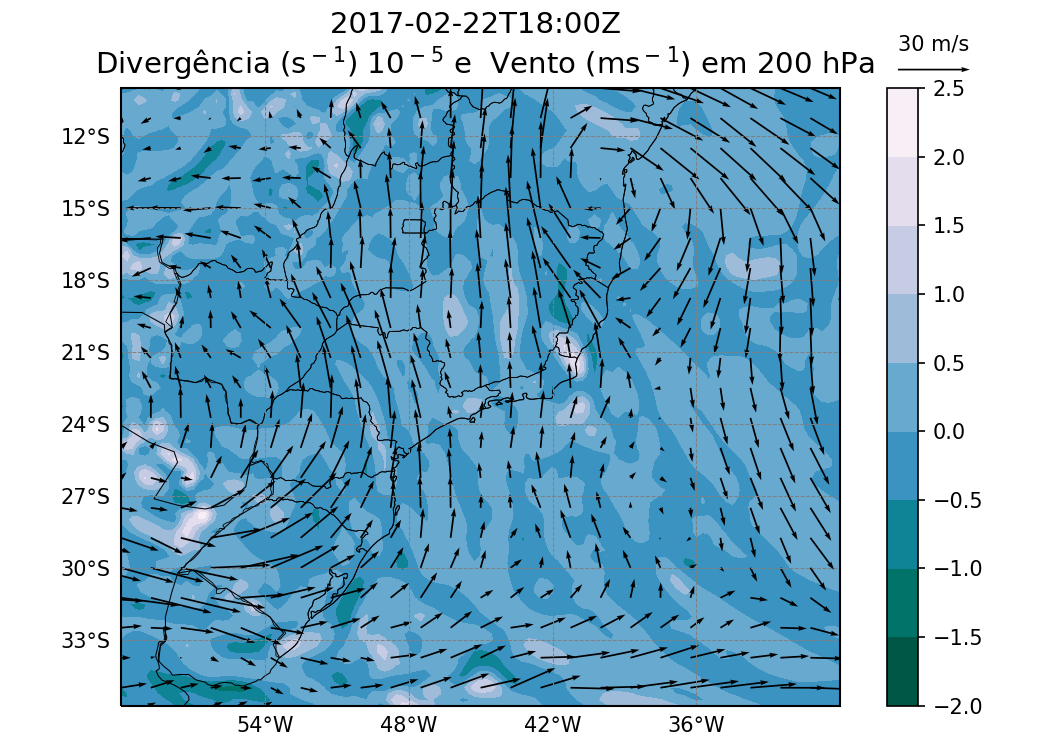 2017-02-22T18:00Z
Divergência (s⁻¹) 10⁻⁵ e Vento (ms⁻¹) em 200 hPa
30 m/s
12°S
15°S
18°S
21°S
24°S
27°S
30°S
33°S
54°W
48°W
42°W
36°W
2.5
2.0
1.5
1.0
0.5
0.0
−0.5
−1.0
−1.5
−2.0